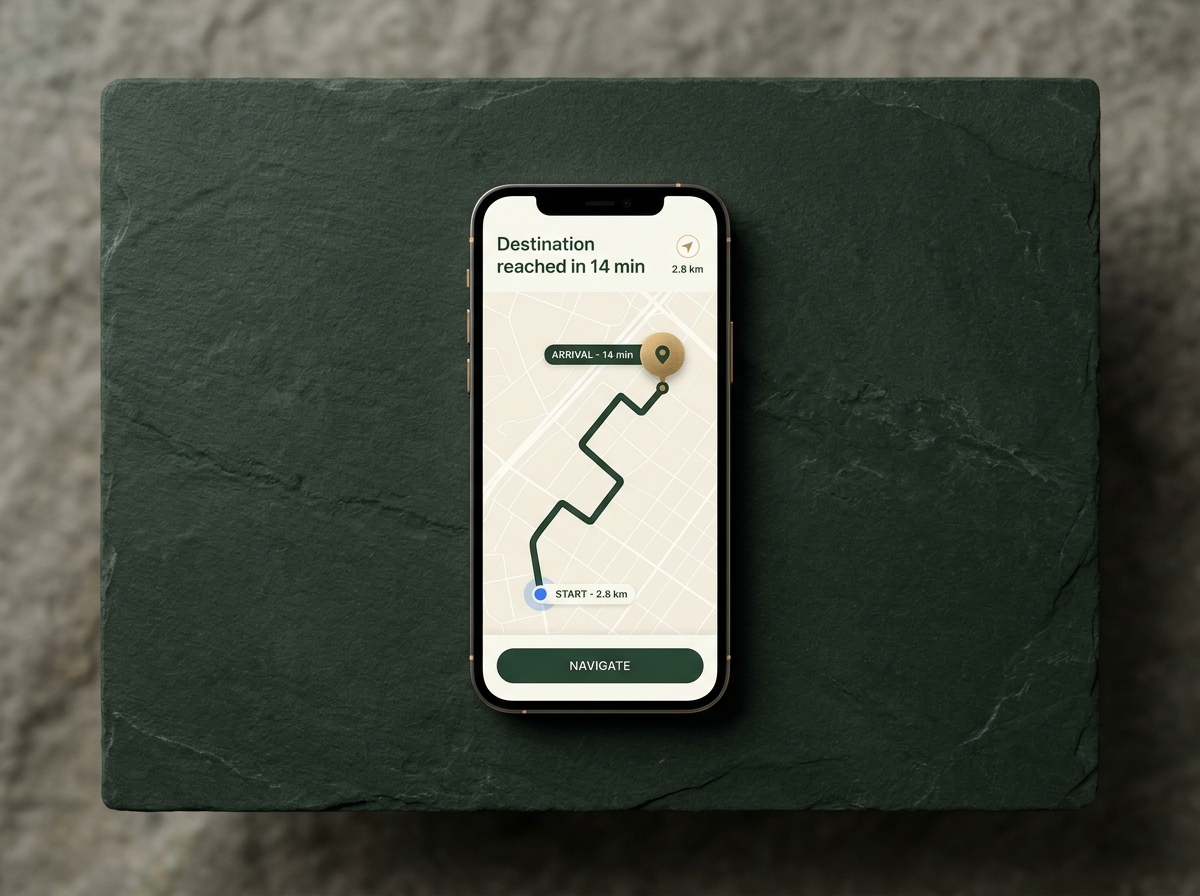 Destination
reached in 14 min
2.8 km
ARRIVAL - 14 min
START - 2.8 km
NAVIGATE